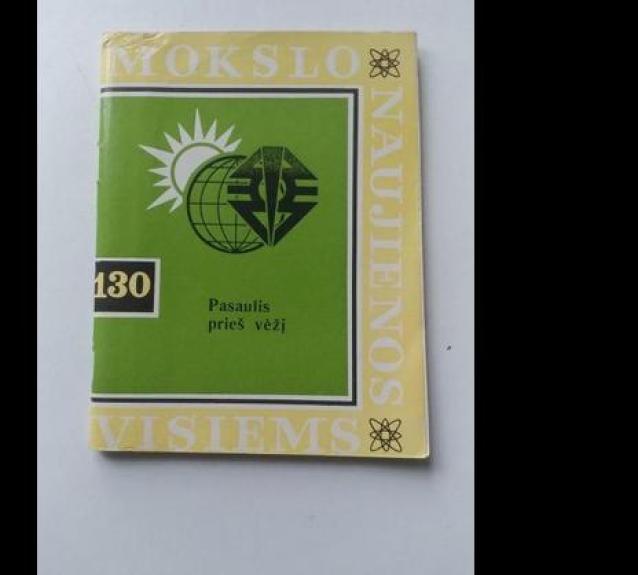 MOKSLO
NAUJIENOS
VISIEMS
130
Pasaulis
prieš vėžį